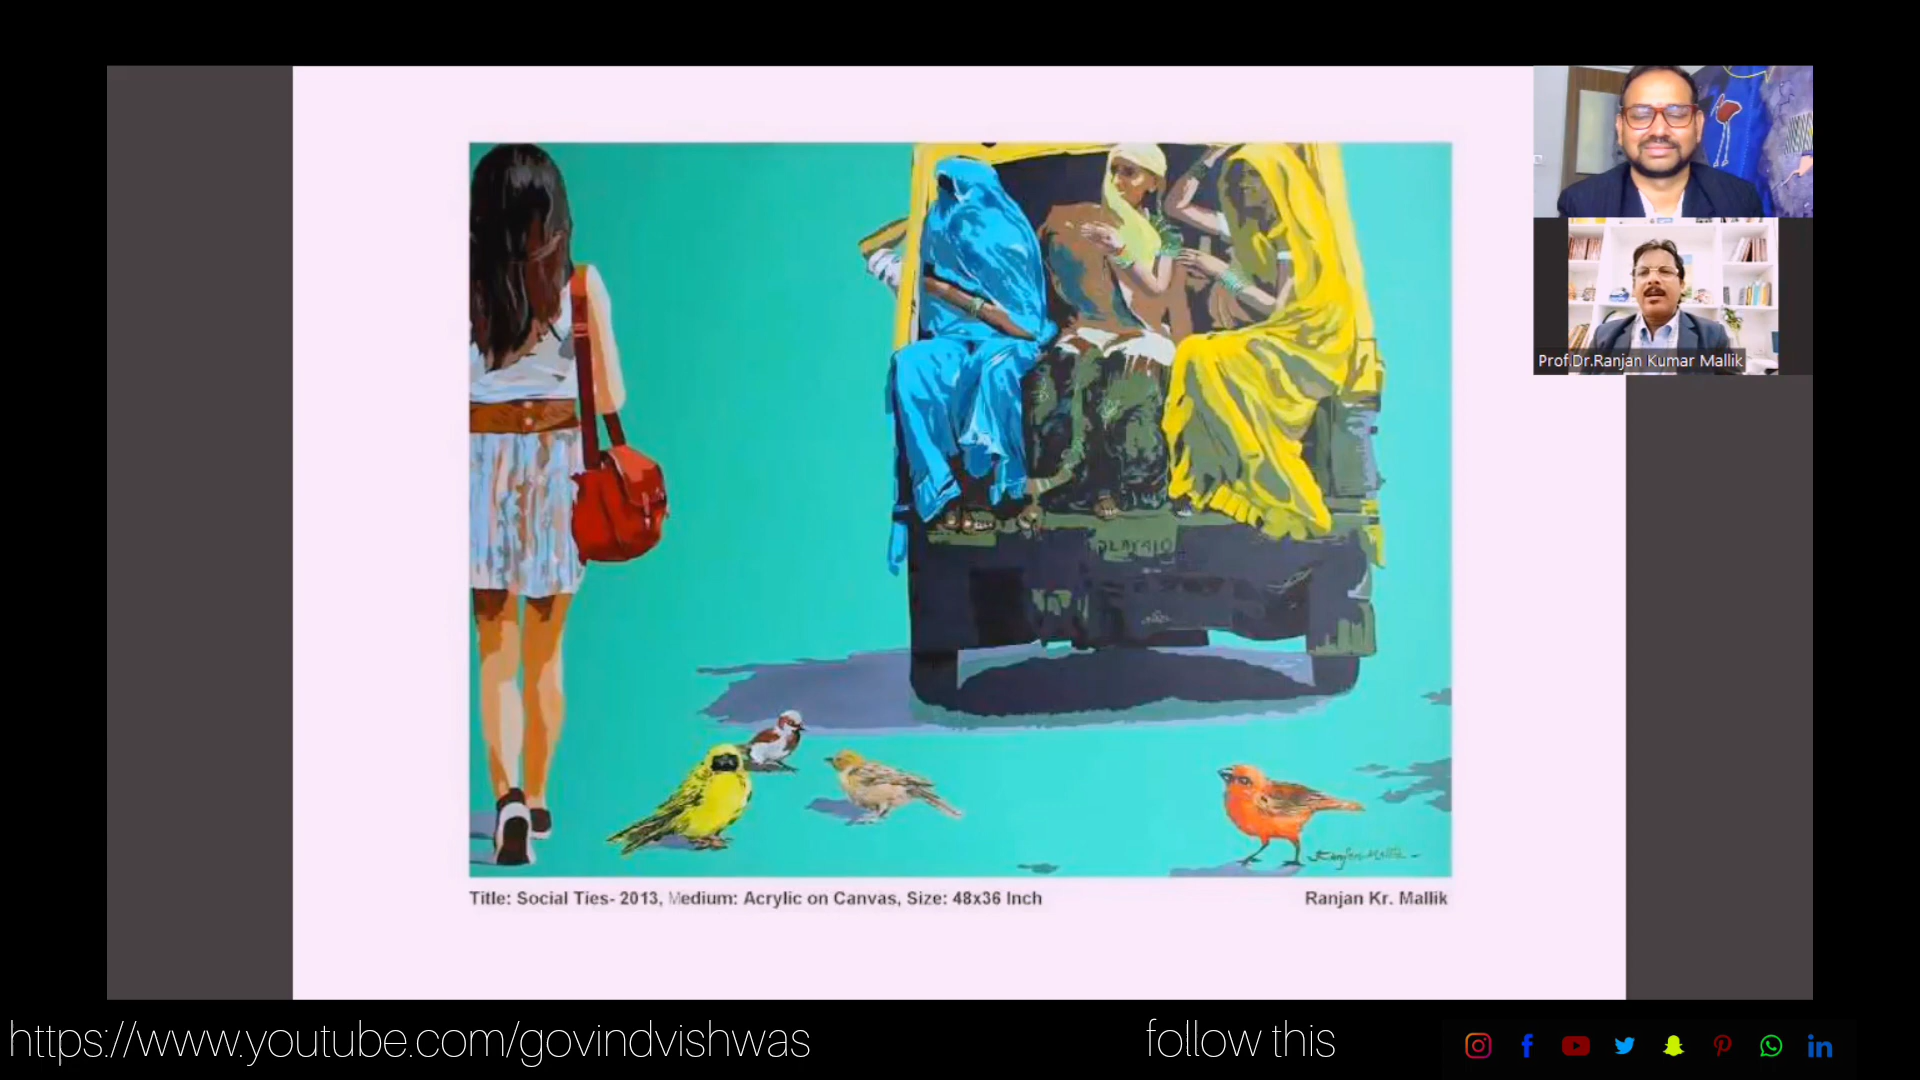 Prof.Dr.Ranjan Kumar Mallik
Title: Social Ties- 2013, Medium: Acrylic on Canvas, Size: 48x36 Inch
Ranjan Kr. Mallik
https://www.youtube.com/govindvishwas
follow this